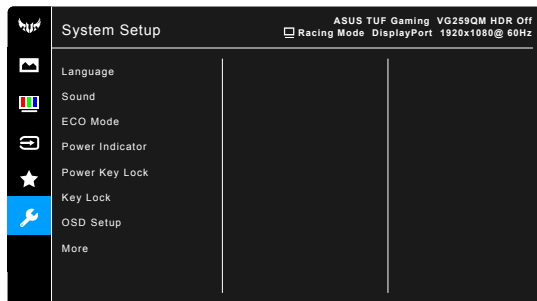 System Setup
ASUS TUF Gaming VG259QM HDR Off
Racing Mode DisplayPort 1920x1080@ 60Hz
Language
Sound
ECO Mode
Power Indicator
Power Key Lock
Key Lock
OSD Setup
More